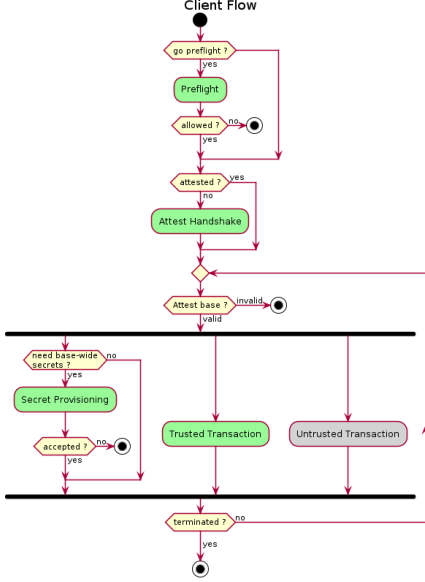 Client Flow
go preflight ?
yes
Preflight
allowed ?
no
yes
attested ?
yes
no
Attest Handshake
Attest base ?
invalid
valid
need base-wide
secrets ?
no
yes
Secret Provisioning
Trusted Transaction
Untrusted Transaction
accepted ?
no
yes
terminated ?
no
yes